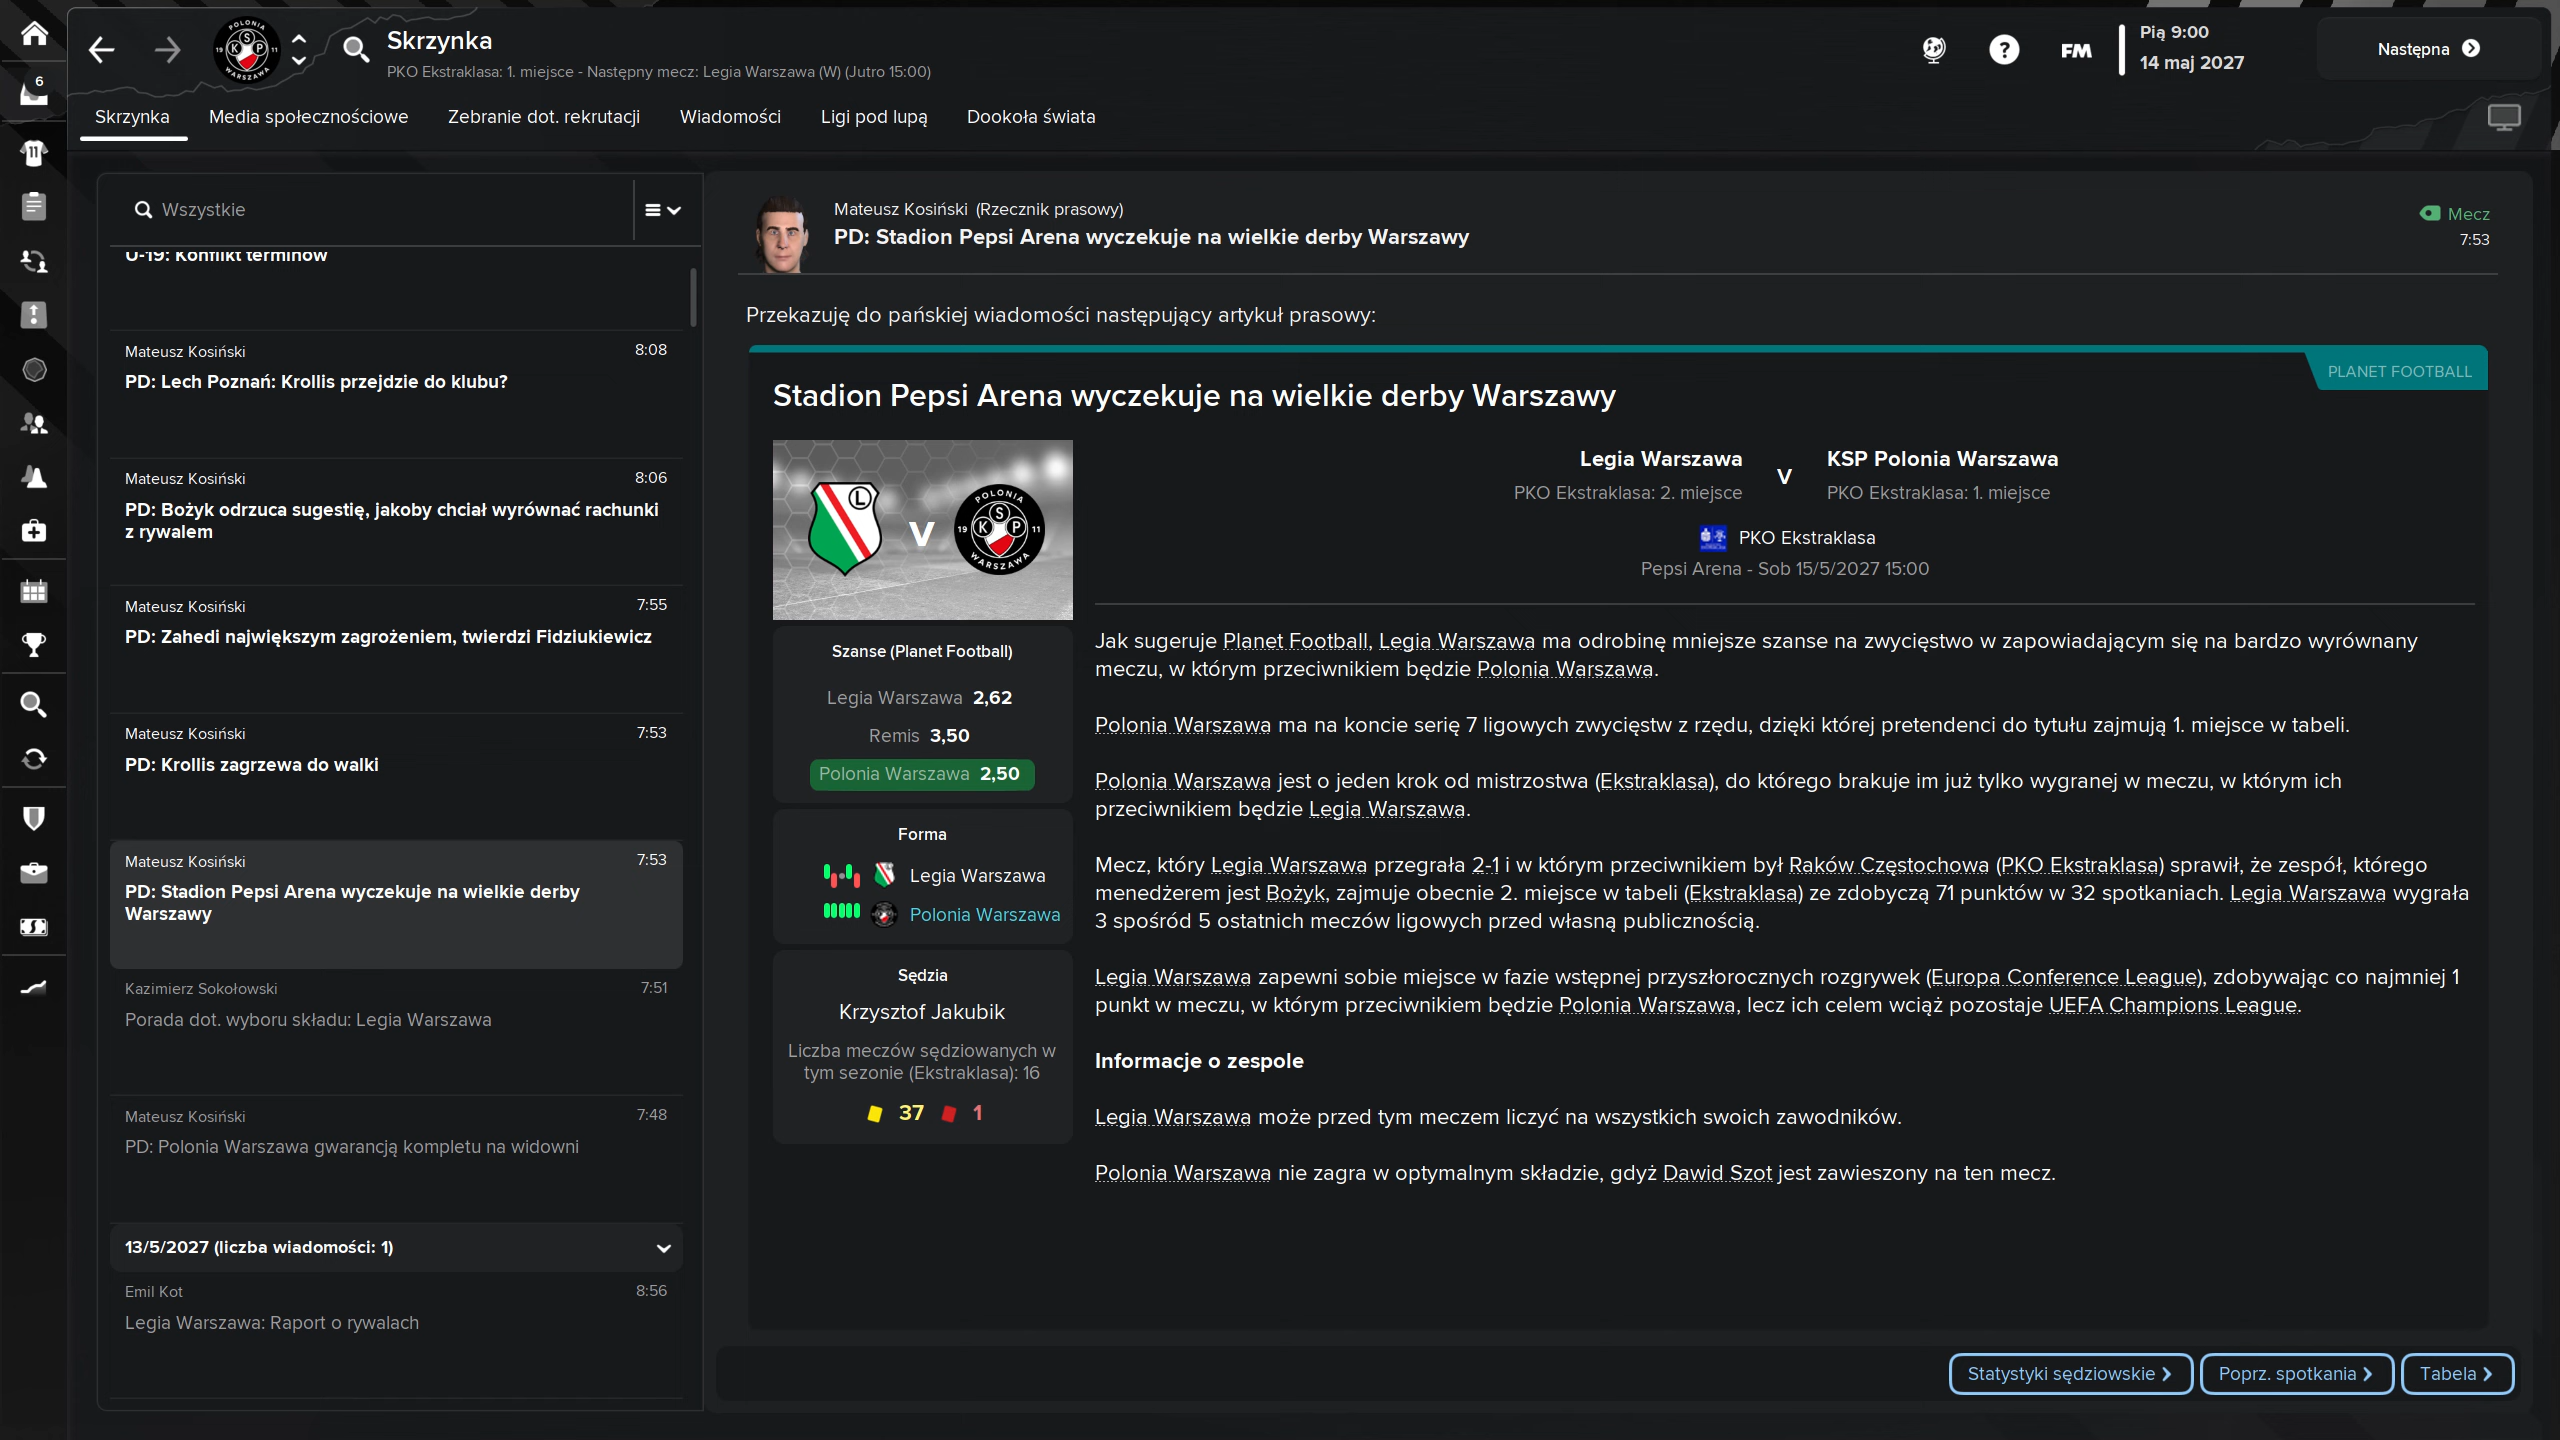 Skrzynka
PKO Ekstraklasa: 1. miejsce - Następny mecz: Legia Warszawa (W) (Jutro 15:00)
FM
Pią 9:00
14 maj 2027
Następna
6
11
Skrzynka
Media społecznościowe
Zebranie dot. rekrutacji
Wiadomości
Ligi pod lupą
Dookoła świata
Wszystkie
U-19: Konflikt terminów
Mateusz Kosiński
8:08
PD: Lech Poznań: Krollis przejdzie do klubu?
Mateusz Kosiński
8:06
PD: Bożyk odrzuca sugestię, jakoby chciał wyrównać rachunki
z rywalem
Mateusz Kosiński
7:55
PD: Zahedi największym zagrożeniem, twierdzi Fidziukiewicz
Mateusz Kosiński
7:53
PD: Krollis zagrzewa do walki
Mateusz Kosiński
7:53
PD: Stadion Pepsi Arena wyczekuje na wielkie derby
Warszawy
Kazimierz Sokołowski
7:51
Porada dot. wyboru składu: Legia Warszawa
Mateusz Kosiński
7:48
PD: Polonia Warszawa gwarancją kompletu na widowni
13/5/2027 (liczba wiadomości: 1)
Emil Kot
8:56
Legia Warszawa: Raport o rywalach
Mateusz Kosiński (Rzecznik prasowy)
PD: Stadion Pepsi Arena wyczekuje na wielkie derby Warszawy
Mecz
7:53
Przekazuję do pańskiej wiadomości następujący artykuł prasowy:
PLANET FOOTBALL
Stadion Pepsi Arena wyczekuje na wielkie derby Warszawy
L
V
POLONIA
19 KSP 11
WARSZAWA
Legia Warszawa
PKO Ekstraklasa: 2. miejsce
V
KSP Polonia Warszawa
PKO Ekstraklasa: 1. miejsce
PKO Ekstraklasa
Pepsi Arena - Sob 15/5/2027 15:00
Szanse (Planet Football)
Legia Warszawa 2,62
Remis 3,50
Polonia Warszawa 2,50
Forma
Legia Warszawa
Polonia Warszawa
Sędzia
Krzysztof Jakubik
Liczba meczów sędziowanych w
tym sezonie (Ekstraklasa): 16
37 1
Jak sugeruje Planet Football, Legia Warszawa ma odrobinę mniejsze szanse na zwycięstwo w zapowiadającym się na bardzo wyrównany
meczu, w którym przeciwnikiem będzie Polonia Warszawa.
Polonia Warszawa ma na koncie serię 7 ligowych zwycięstw z rzędu, dzięki której pretendenci do tytułu zajmują 1. miejsce w tabeli.
Polonia Warszawa jest o jeden krok od mistrzostwa (Ekstraklasa), do którego brakuje im już tylko wygranej w meczu, w którym ich
przeciwnikiem będzie Legia Warszawa.
Mecz, który Legia Warszawa przegrała 2-1 i w którym przeciwnikiem był Raków Częstochowa (PKO Ekstraklasa) sprawił, że zespół, którego
menedżerem jest Bożyk, zajmuje obecnie 2. miejsce w tabeli (Ekstraklasa) ze zdobyczą 71 punktów w 32 spotkaniach. Legia Warszawa wygrała
3 spośród 5 ostatnich meczów ligowych przed własną publicznością.
Legia Warszawa zapewni sobie miejsce w fazie wstępnej przyszłorocznych rozgrywek (Europa Conference League), zdobywając co najmniej 1
punkt w meczu, w którym przeciwnikiem będzie Polonia Warszawa, lecz ich celem wciąż pozostaje UEFA Champions League.
Informacje o zespole
Legia Warszawa może przed tym meczem liczyć na wszystkich swoich zawodników.
Polonia Warszawa nie zagra w optymalnym składzie, gdyż Dawid Szot jest zawieszony na ten mecz.
Statystyki sędziowskie
Poprz. spotkania
Tabela